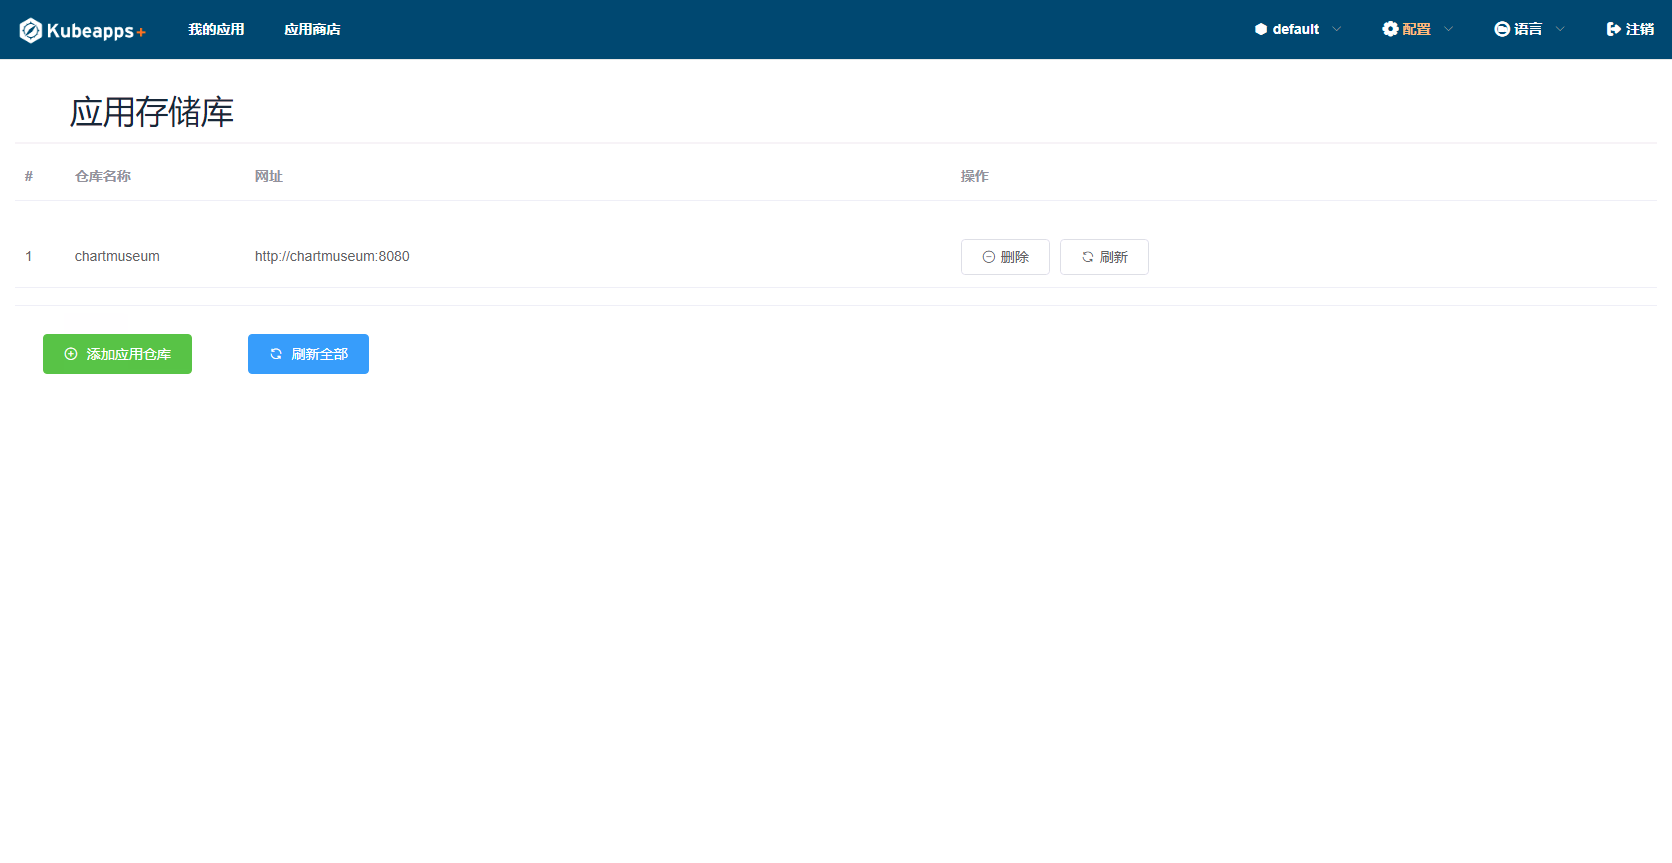 Kubeapps+ 我的应用 应用商店 default 配置 语言 注销
应用存储库
# 仓库名称 网址 操作
1 chartmuseum http://chartmuseum:8080 删除 刷新
添加应用仓库 刷新全部